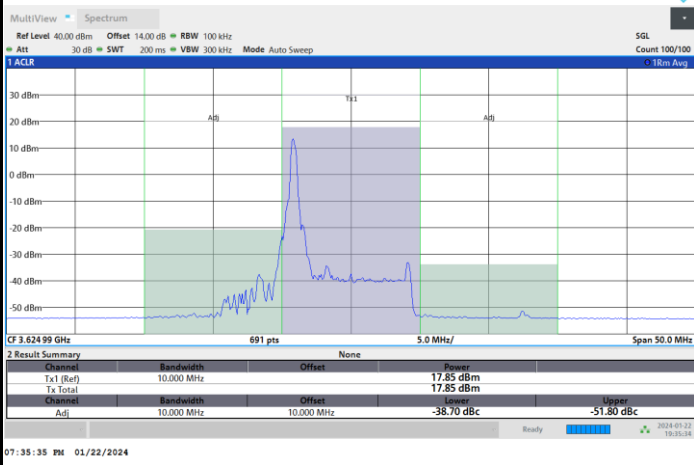 MultiView Spectrum
Ref Level 40.00 dBm Offset 14.00 dB RBW 100 kHz SGL
Att 30 dB SWT 200 ms VBW 300 kHz Mode Auto Sweep Count 100/100
1 ACLR 1Rm Avg
30 dBm
Tx1
20 dBm
Adj Adj
10 dBm
0 dBm
-10 dBm
-20 dBm
-30 dBm
-40 dBm
-50 dBm
CF 3.624 99 GHz 691 pts 5.0 MHz/ Span 50.0 MHz
2 Result Summary None
Channel Bandwidth Offset Power
Tx1 (Ref) 10.000 MHz 17.85 dBm
Tx Total 17.85 dBm
Channel Bandwidth Offset Lower Upper
Adj 10.000 MHz 10.000 MHz -38.70 dBc -51.80 dBc
Ready 2024-01-22
19:35:34
07:35:35 PM 01/22/2024